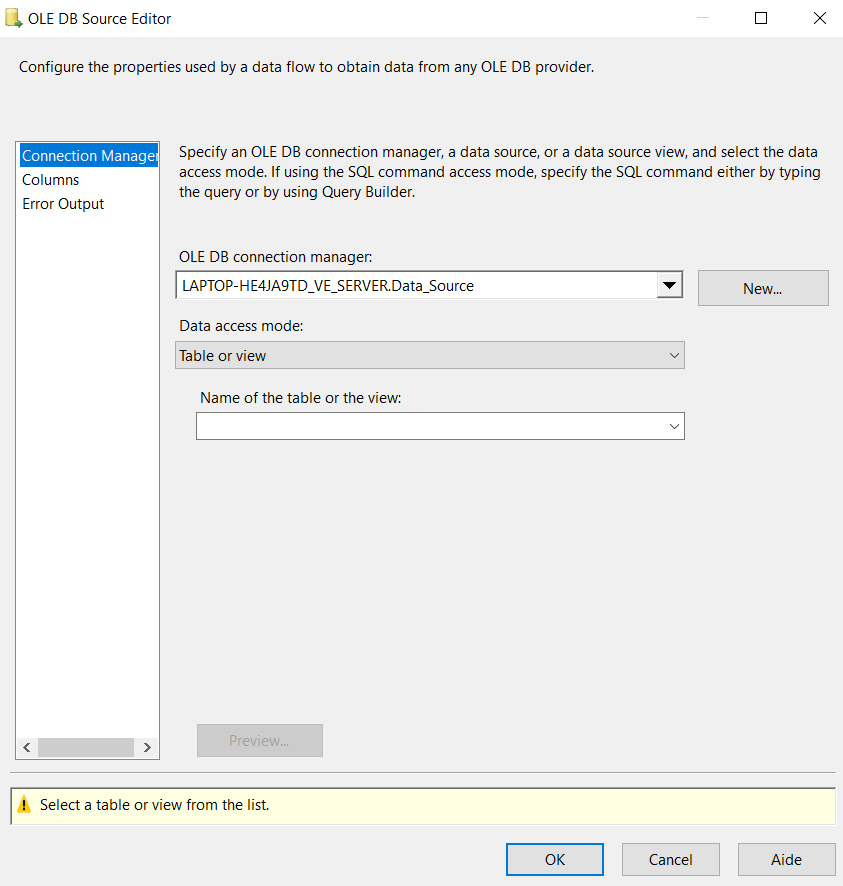 OLE DB Source Editor
Configure the properties used by a data flow to obtain data from any OLE DB provider.
Connection Manager
Columns
Error Output
Specify an OLE DB connection manager, a data source, or a data source view, and select the data
access mode. If using the SQL command access mode, specify the SQL command either by typing
the query or by using Query Builder.
OLE DB connection manager:
LAPTOP-HE4JA9TD_VE_SERVER.Data_Source
New...
Data access mode:
Table or view
Name of the table or the view:
Preview...
Select a table or view from the list.
OK
Cancel
Aide